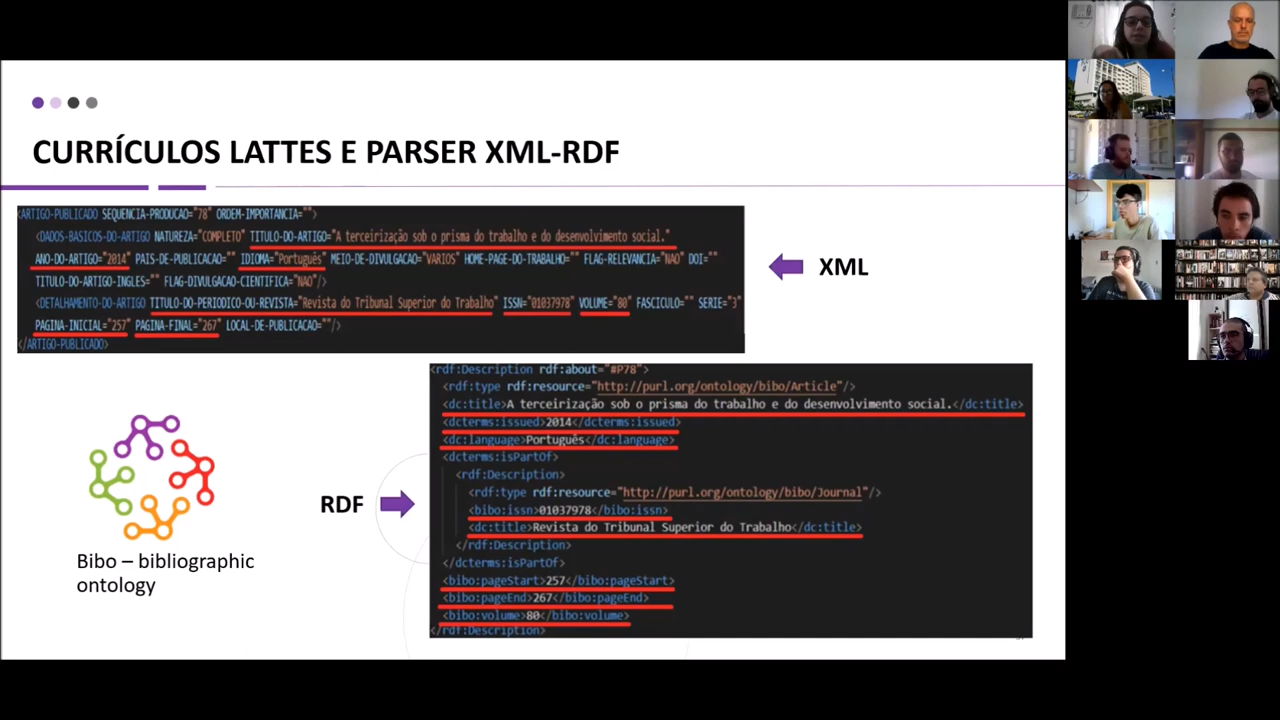 CURRÍCULOS LATTES E PARSER XML-RDF
<ARTIGO-PUBLICADO SEQUENCIA-PRODUCAO="78" ORDEM-IMPORTANCIA="">
<DADOS-BASICOS-DO-ARTIGO NATUREZA="COMPLETO" TITULO-DO-ARTIGO="A terceirização sob o prisma do trabalho e do desenvolvimento social."
ANO-DO-ARTIGO="2014" PAIS-DE-PUBLICACAO="" IDIOMA="Português" MEIO-DE-DIVULGACAO="VARIOS" HOME-PAGE-DO-TRABALHO="" FLAG-RELEVANCIA="NAO" DOI=""
TITULO-DO-ARTIGO-INGLES="" FLAG-DIVULGACAO-CIENTIFICA="NAO"/>
<DETALHAMENTO-DO-ARTIGO TITULO-DO-PERIODICO-OU-REVISTA="Revista do Tribunal Superior do Trabalho" ISSN="01037978" VOLUME="80" FASCICULO="" SERIE="3"
PAGINA-INICIAL="257" PAGINA-FINAL="267" LOCAL-DE-PUBLICACAO=""/>
</ARTIGO-PUBLICADO>
XML
<rdf:Description rdf:about="#P78">
<rdf:type rdf:resource="http://purl.org/ontology/bibo/Article"/>
<dc:title>A terceirização sob o prisma do trabalho e do desenvolvimento social.</dc:title>
<dcterms:issued>2014</dcterms:issued>
<dc:language>Português</dc:language>
<dcterms:isPartOf>
<rdf:Description>
<rdf:type rdf:resource="http://purl.org/ontology/bibo/Journal"/>
<bibo:issn>01037978</bibo:issn>
<dc:title>Revista do Tribunal Superior do Trabalho</dc:title>
</rdf:Description>
</dcterms:isPartOf>
<bibo:pageStart>257</bibo:pageStart>
<bibo:pageEnd>267</bibo:pageEnd>
<bibo:volume>80</bibo:volume>
</rdf:Description>
RDF
Bibo – bibliographic
ontology